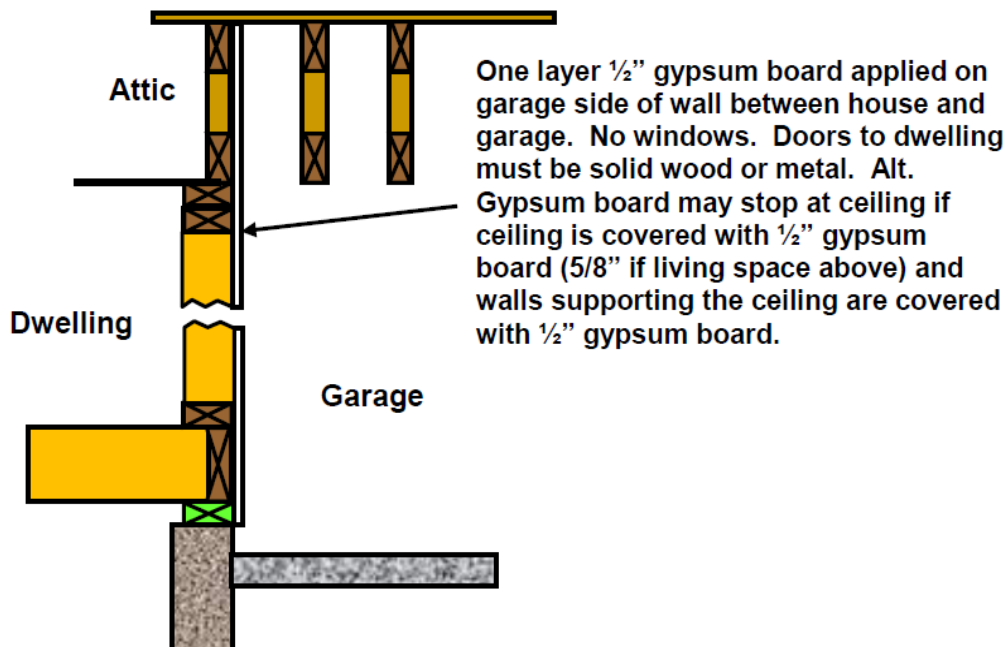 Attic
One layer ½” gypsum board applied on
garage side of wall between house and
garage.  No windows.  Doors to dwelling
must be solid wood or metal.  Alt.
Gypsum board may stop at ceiling if
ceiling is covered with ½” gypsum
board (5/8” if living space above) and
walls supporting the ceiling are covered
with ½” gypsum board.
Dwelling
Garage